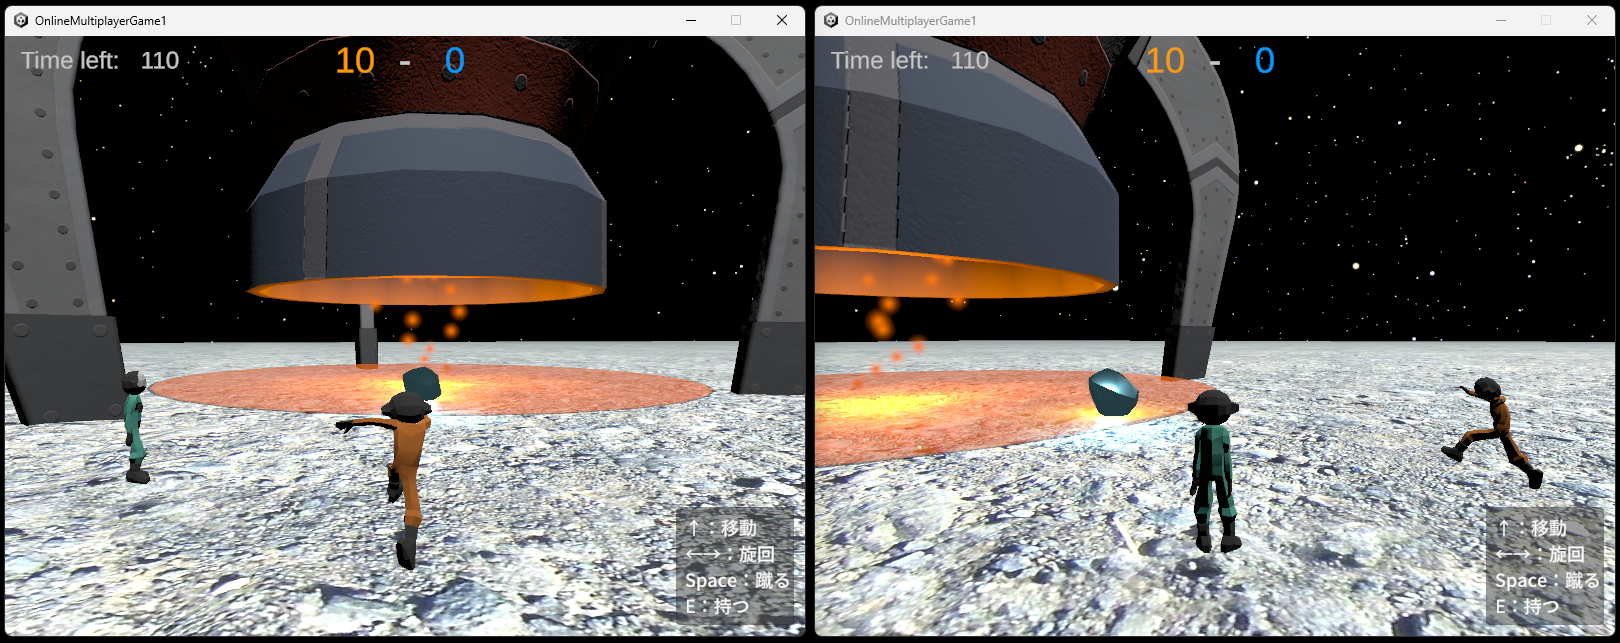 OnlineMultiplayerGame1
Time left: 110
10 - 0
↑：移動
←→：旋回
Space：蹴る
E：持つ
OnlineMultiplayerGame1
Time left: 110
10 - 0
↑：移動
←→：旋回
Space：蹴る
E：持つ